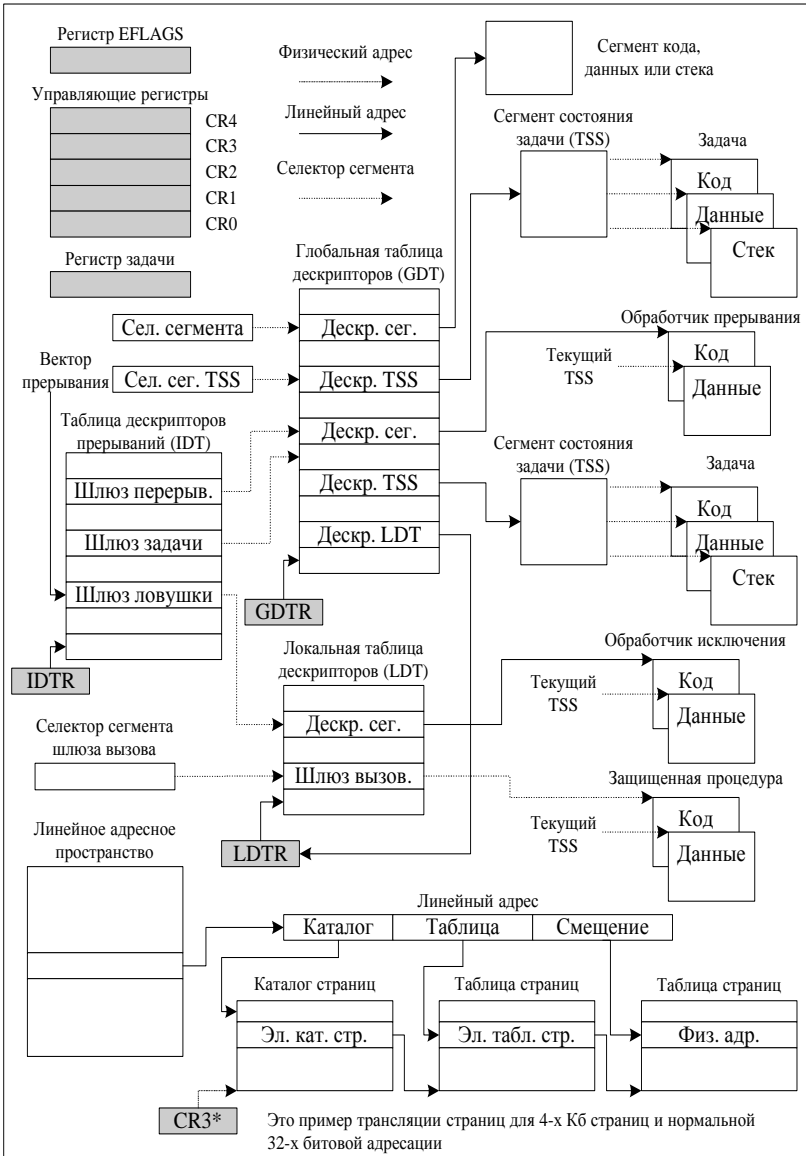 Регистр EFLAGS
Управляющие регистры
CR4
CR3
CR2
CR1
CR0
Регистр задачи
Физический адрес
Линейный адрес
Селектор сегмента
Сегмент кода,
данных или стека
Сегмент состояния
задачи (TSS)
Задача
Код
Данные
Стек
Глобальная таблица
дескрипторов (GDT)
Сел. сегмента
Дескр. сег.
Вектор
прерывания
Сел. сег. TSS
Дескр. TSS
Обработчик прерывания
Текущий
TSS
Код
Данные
Таблица дескрипторов
прерываний (IDT)
Дескр. сег.
Шлюз перерыв.
Дескр. TSS
Шлюз задачи
Дескр. LDT
Шлюз ловушки
GDTR
IDTR
Сегмент состояния
задачи (TSS)
Задача
Код
Данные
Стек
Локальная таблица
дескрипторов (LDT)
Обработчик исключения
Текущий
TSS
Код
Данные
Дескр. сег.
Селектор сегмента
шлюза вызова
Шлюз вызов.
Защищенная процедура
Текущий
TSS
Код
Данные
LDTR
Линейное адресное
пространство
Линейный адрес
Каталог
Таблица
Смещение
Каталог страниц
Таблица страниц
Таблица страниц
Эл. кат. стр.
Эл. табл. стр.
Физ. адр.
CR3*
Это пример трансляции страниц для 4-х Кб страниц и нормальной
32-х битовой адресации